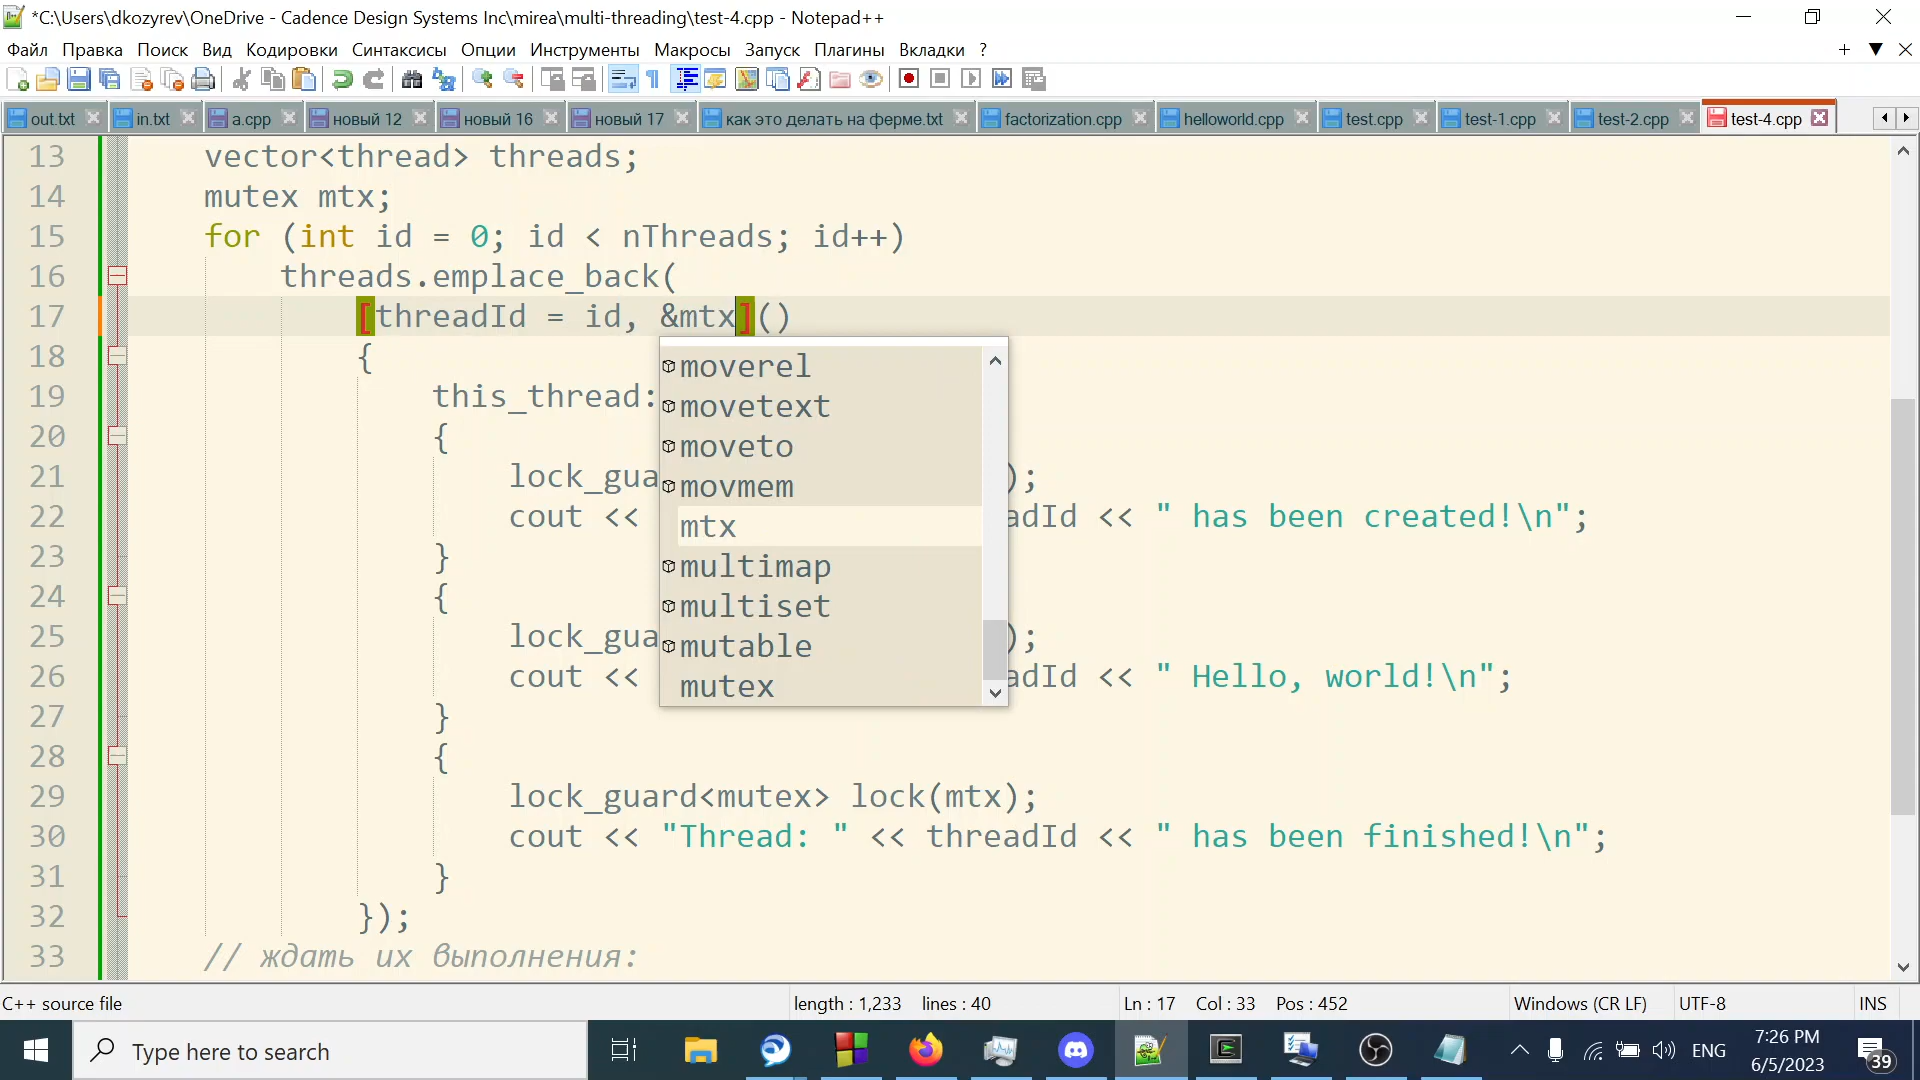 *C:\Users\dkozyrev\OneDrive - Cadence Design Systems Inc\mirea\multi-threading\test-4.cpp - Notepad++
Файл Правка Поиск Вид Кодировки Синтаксисы Опции Инструменты Макросы Запуск Плагины Вкладки ?
out.txt in.txt a.cpp новый 12 новый 16 новый 17 как это делать на ферме.txt factorization.cpp helloworld.cpp test.cpp test-1.cpp test-2.cpp test-4.cpp
13 vector<thread> threads;
14 mutex mtx;
15 for (int id = 0; id < nThreads; id++)
16 threads.emplace_back(
17 [threadId = id, &mtx]()
18 {
19 this_thread:
20 {
21 lock_gua );
22 cout << adId << " has been created!\n";
23 }
24 {
25 lock_gua );
26 cout << adId << " Hello, world!\n";
27 }
28 {
29 lock_guard<mutex> lock(mtx);
30 cout << "Thread: " << threadId << " has been finished!\n";
31 }
32 });
33 // ждать их выполнения:
moverel
movetext
moveto
movmem
mtx
multimap
multiset
mutable
mutex
C++ source file length : 1,233 lines : 40 Ln : 17 Col : 33 Pos : 452 Windows (CR LF) UTF-8 INS
Type here to search ENG 7:26 PM 39
6/5/2023